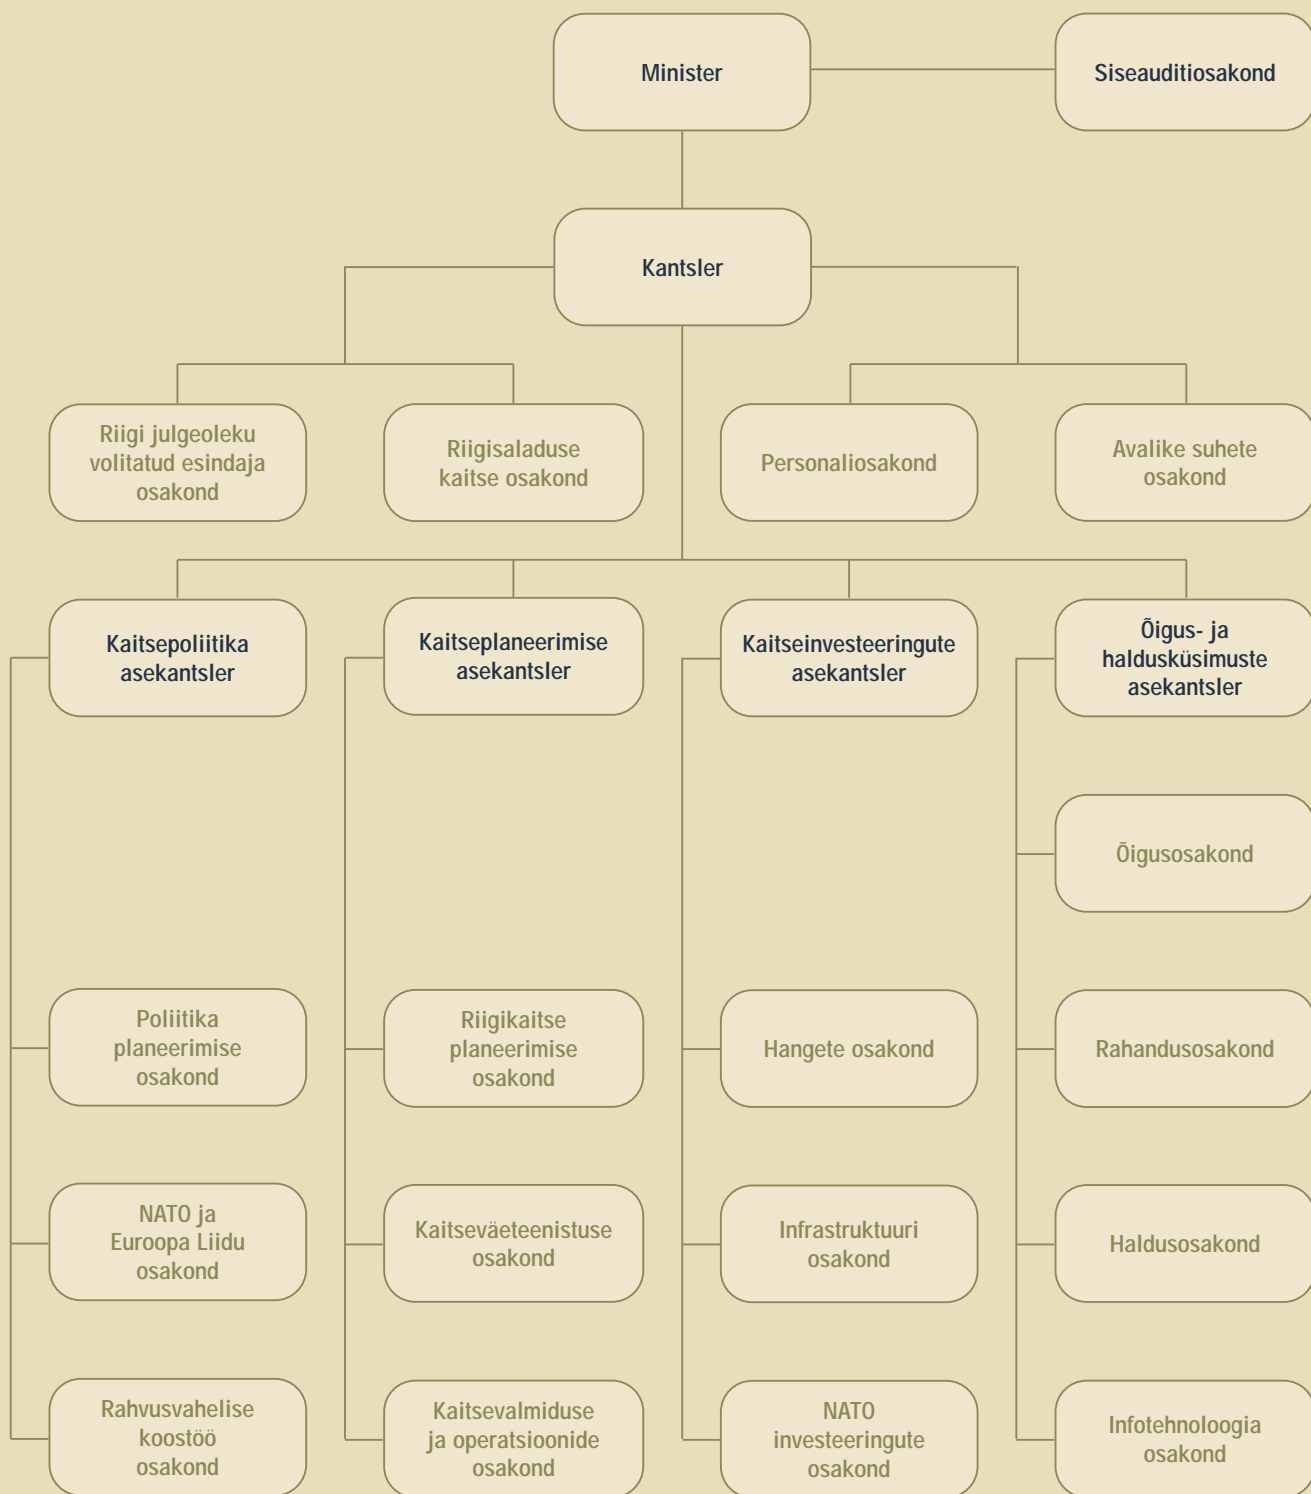 Minister
Siseauditiosakond
Kantsler
Riigi julgeoleku
volitatud esindaja
osakond
Riigisaladuse
kaitse osakond
Personaliosakond
Avalike suhete
osakond
Kaitsepoliitika
asekantsler
Kaitseplaneerimise
asekantsler
Kaitseinvesteeringute
asekantsler
Õigus- ja
haldusküsimuste
asekantsler
Õigusosakond
Poliitika
planeerimise
osakond
Riigikaitse
planeerimise
osakond
Hangete osakond
Rahandusosakond
NATO ja
Euroopa Liidu
osakond
Kaitseväeteenistuse
osakond
Infrastruktuuri
osakond
Haldusosakond
Rahvusvahelise
koostöö
osakond
Kaitsevalmiduse
ja operatsioonide
osakond
NATO
investeeringute
osakond
Infotehnoloogia
osakond